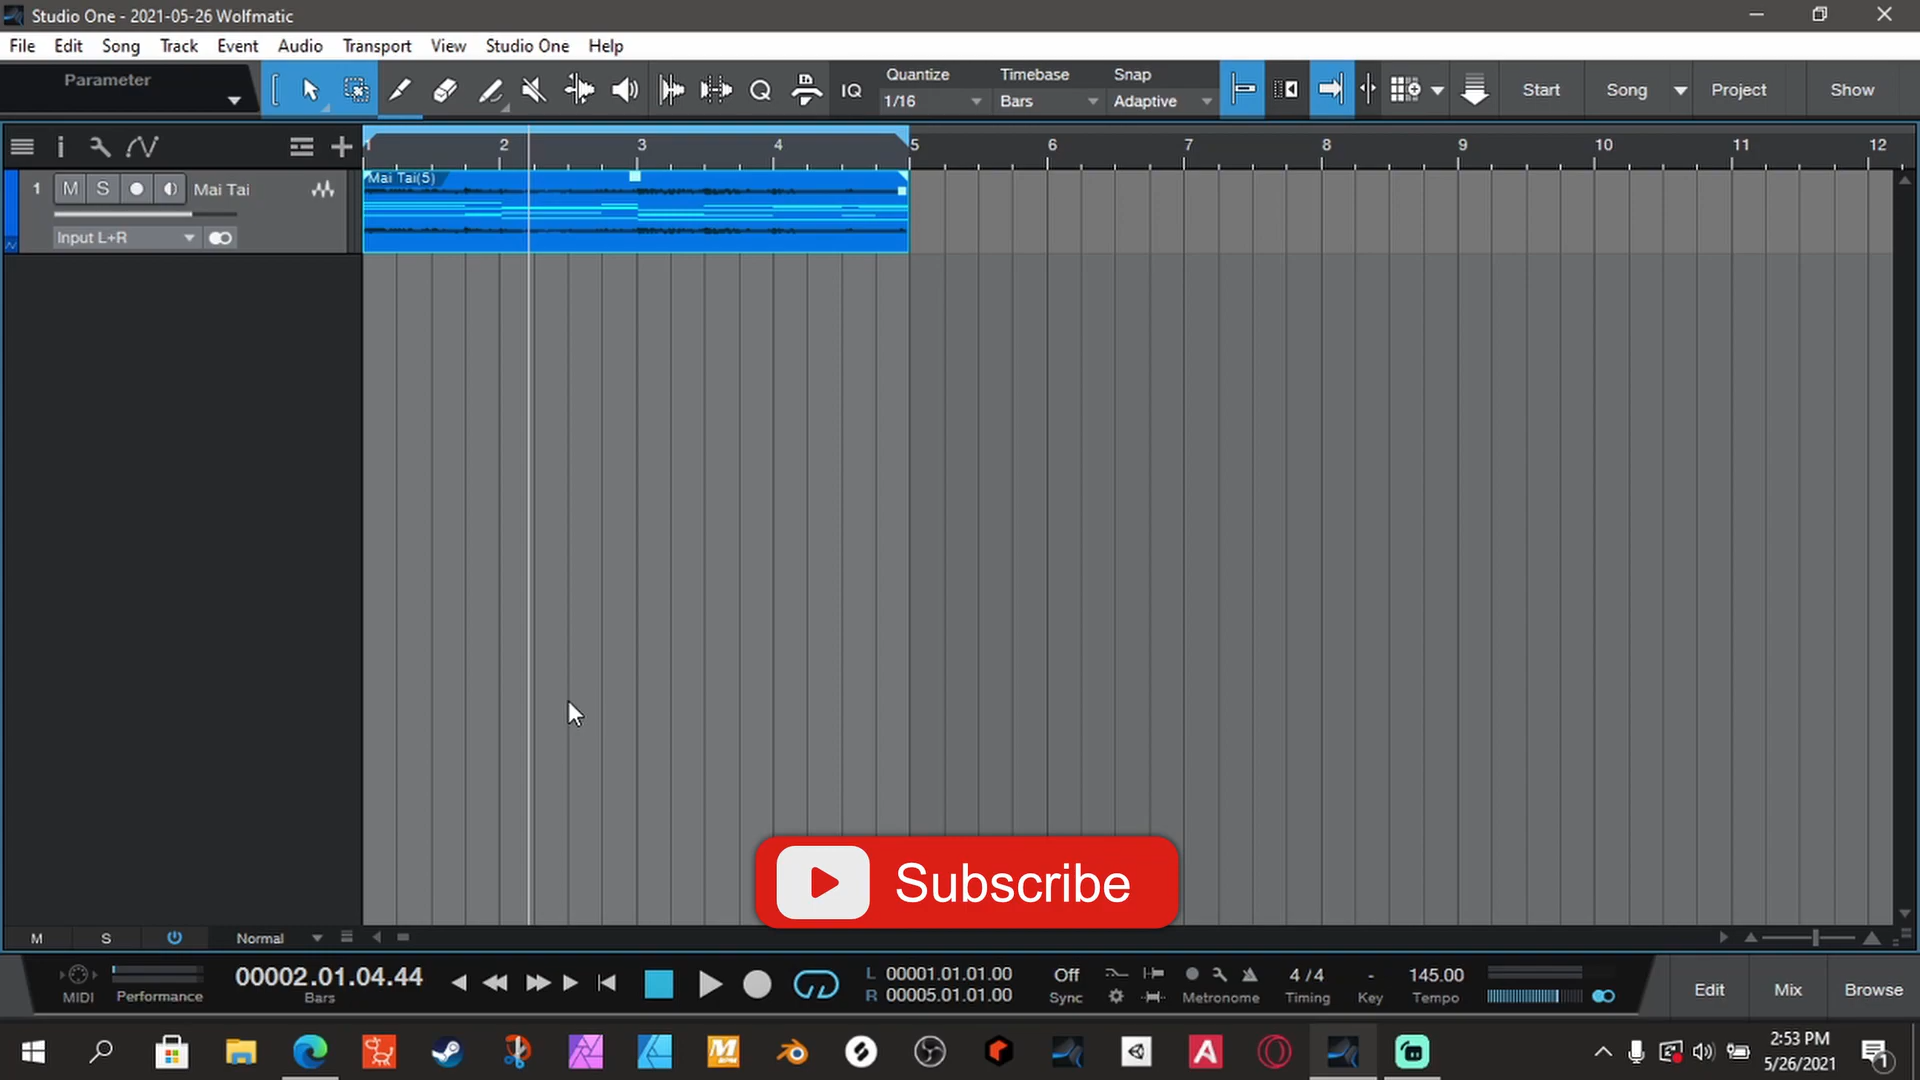 Studio One - 2021-05-26 Wolfmatic
File Edit Song Track Event Audio Transport View Studio One Help
Parameter
IQ
Quantize
1/16
Timebase
Bars
Snap
Adaptive
Start
Song
Project
Show
1 2 3 4 5 6 7 8 9 10 11 12
1 M S Mai Tai
Input L+R
Mai Tai(5)
Subscribe
M S Normal
MIDI
Performance
00002.01.04.44
Bars
L 00001.01.01.00
R 00005.01.01.00
Off
Sync
Metronome
4 / 4
Timing
-
Key
145.00
Tempo
Edit
Mix
Browse
2:53 PM
5/26/2021
1